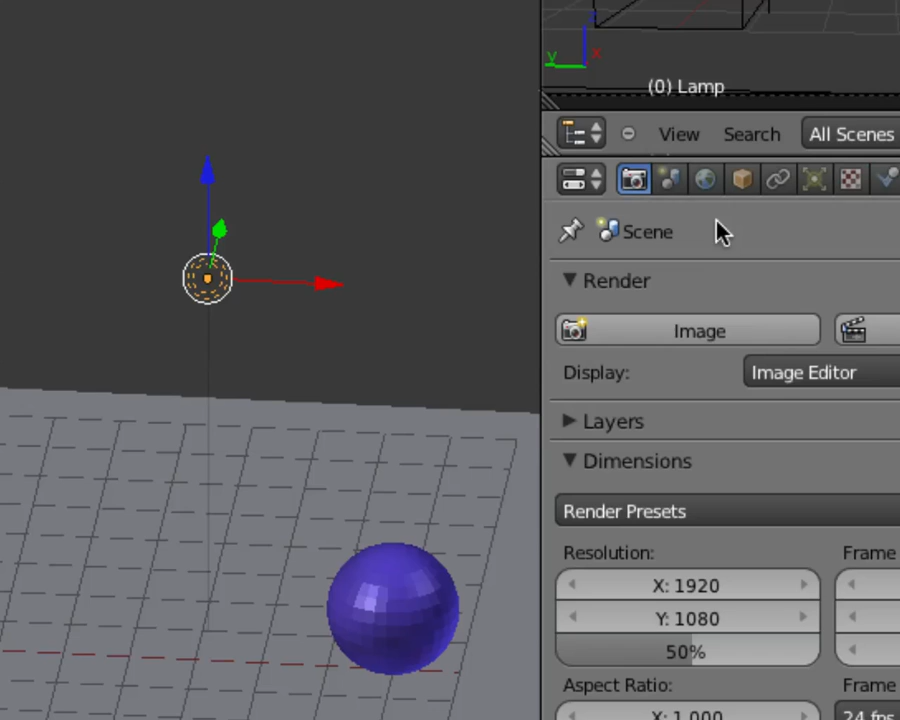 y x
(0) Lamp
View Search All Scenes
Scene
Render
Image
Display: Image Editor
Layers
Dimensions
Render Presets
Resolution: Frame
X: 1920
Y: 1080
50%
Aspect Ratio: Frame
X: 1.000 24 fps